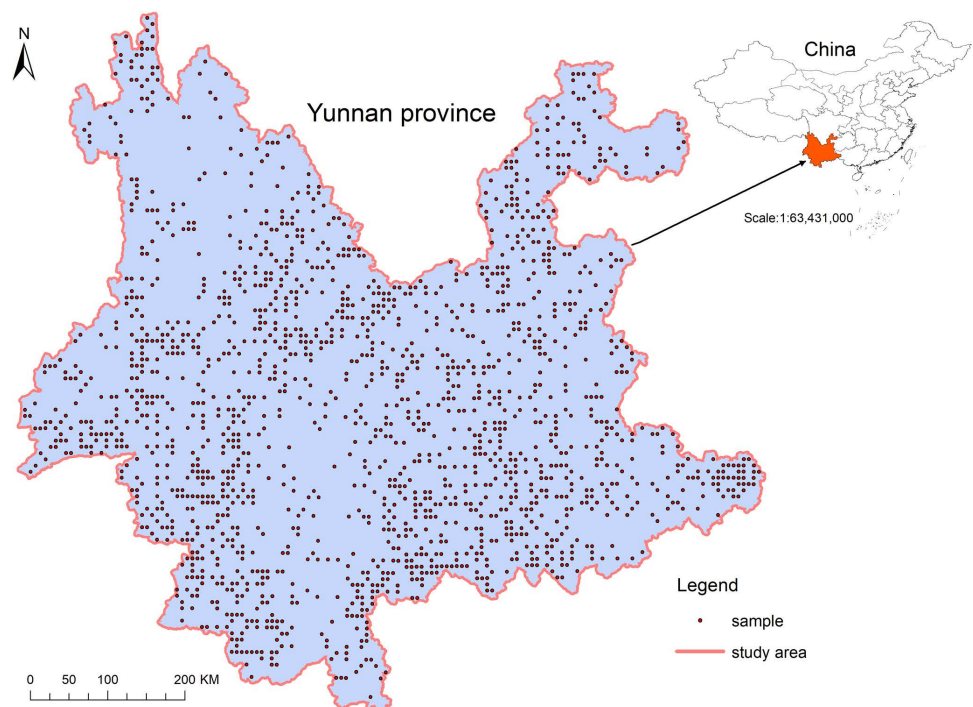 N
China
Yunnan province
Scale:1:63,431,000
Legend
sample
study area
0 50 100 200 KM